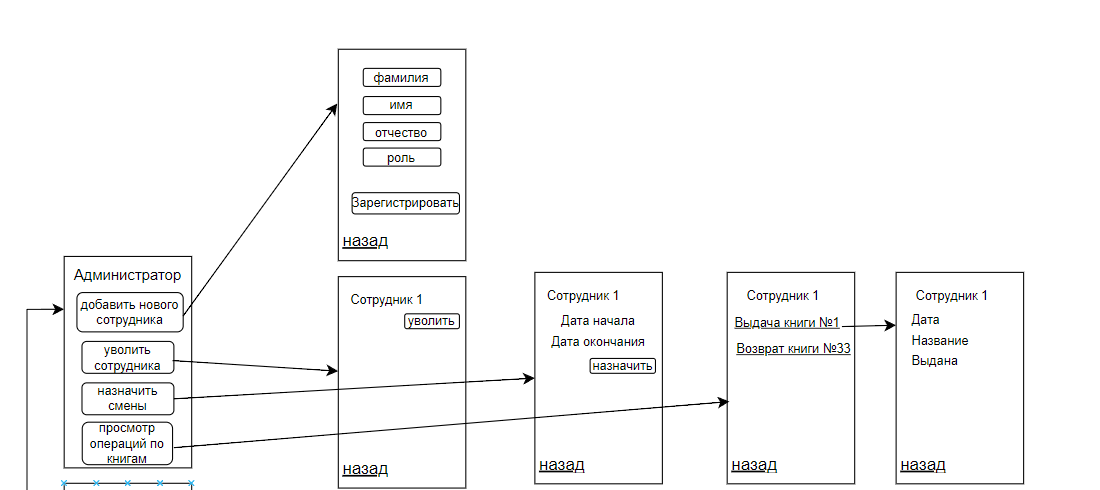 фамилия
имя
отчество
роль
Зарегистрировать
назад
Администратор
добавить нового
сотрудника
уволить
сотрудника
назначить
смены
просмотр
операций по
книгам
Сотрудник 1
уволить
назад
Сотрудник 1
Дата начала
Дата окончания
назначить
назад
Сотрудник 1
Выдача книги №1
Возврат книги №33
назад
Сотрудник 1
Дата
Название
Выдана
назад